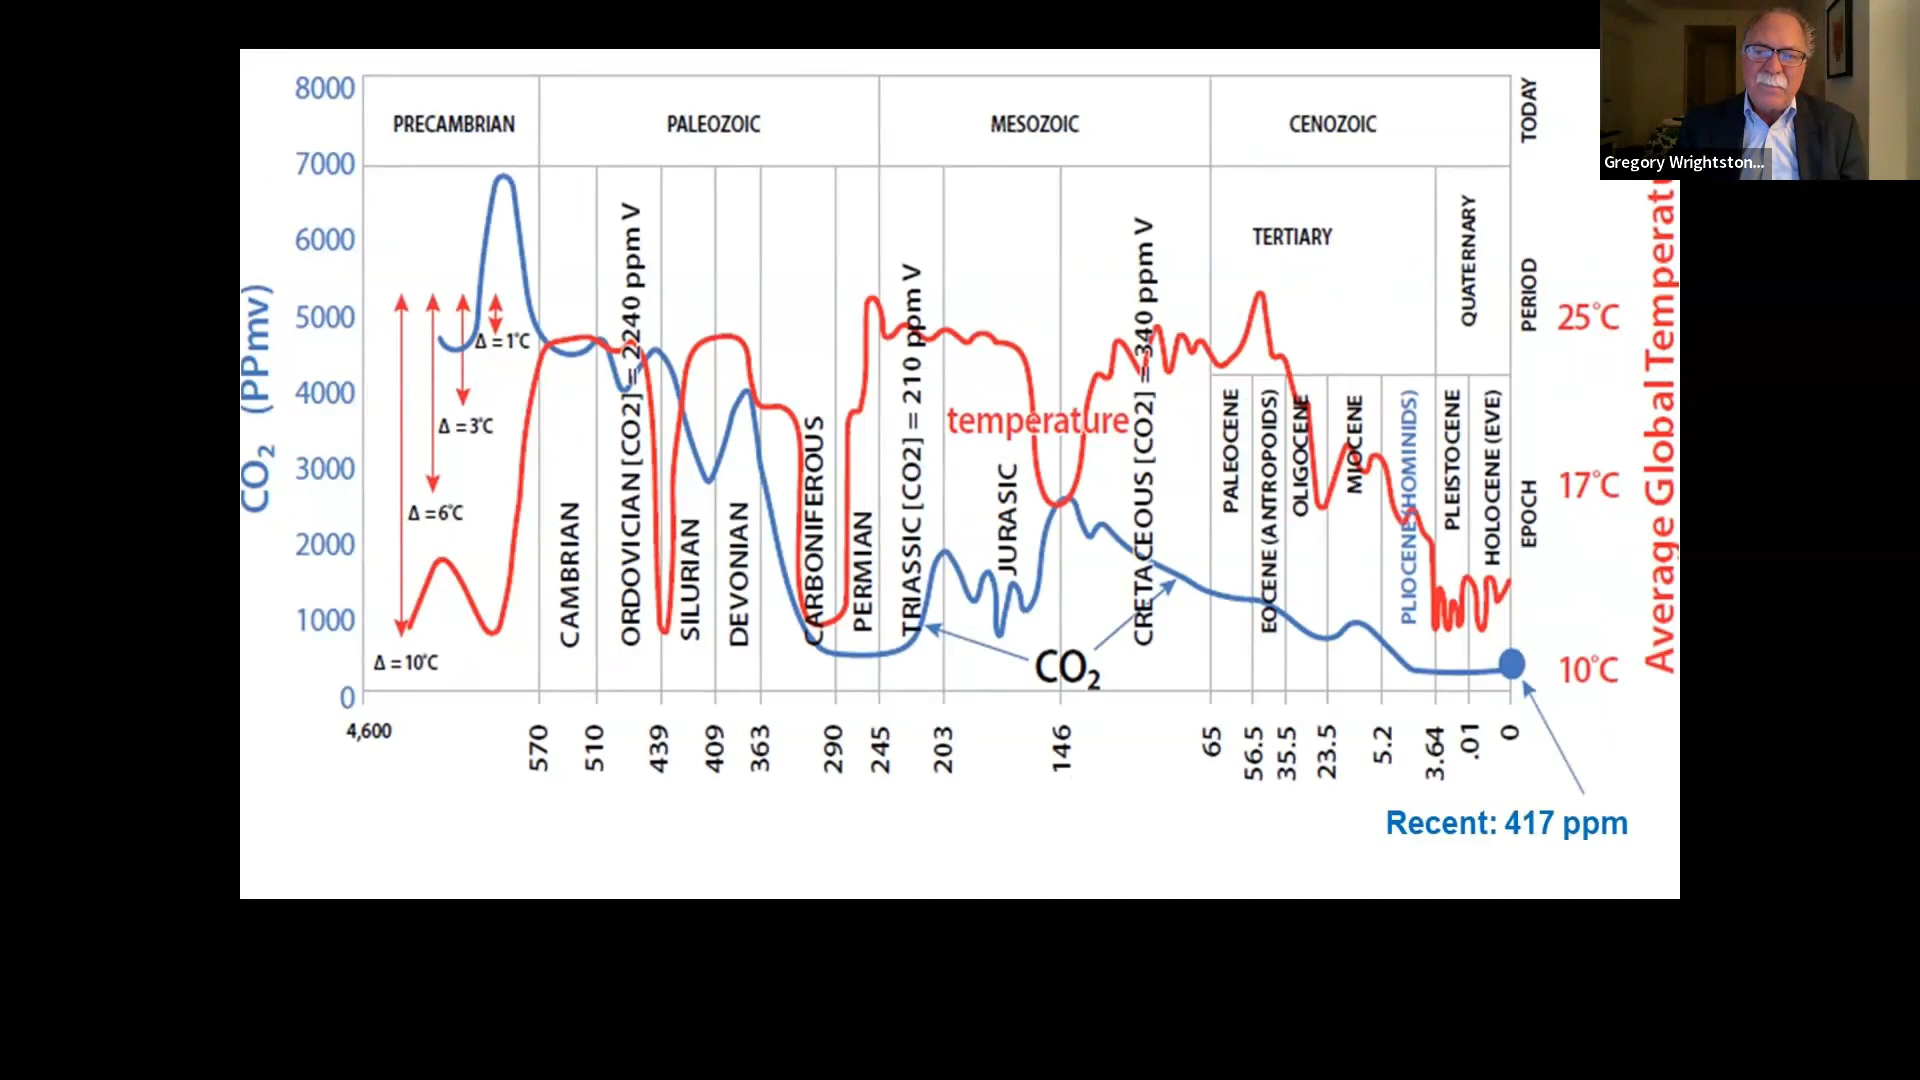 8000
7000
6000
5000
4000
3000
2000
1000
0
CO₂ (PPmv)
PRECAMBRIAN
PALEOZOIC
MESOZOIC
CENOZOIC
TODAY
Gregory Wrightston...
TERTIARY
QUATERNARY
PERIOD
Δ = 1°C
Δ = 3°C
Δ = 6°C
Δ = 10°C
CAMBRIAN
ORDOVICIAN [CO2] = 2240 ppm V
SILURIAN
DEVONIAN
CARBONIFEROUS
PERMIAN
TRIASSIC [CO2] = 210 ppm V
JURASIC
temperature
CRETACEOUS [CO2] = 340 ppm V
PALEOCENE
EOCENE (ANTROPOIDS)
OLIGOCENE
MIOCENE
PLIOCENE(HOMINIDS)
PLEISTOCENE
HOLOCENE (EVE)
EPOCH
25°C
17°C
10°C
Average Global Temperatu
CO₂
4,600
570
510
439
409
363
290
245
203
146
65
56.5
35.5
23.5
5.2
3.64
.01
0
Recent: 417 ppm